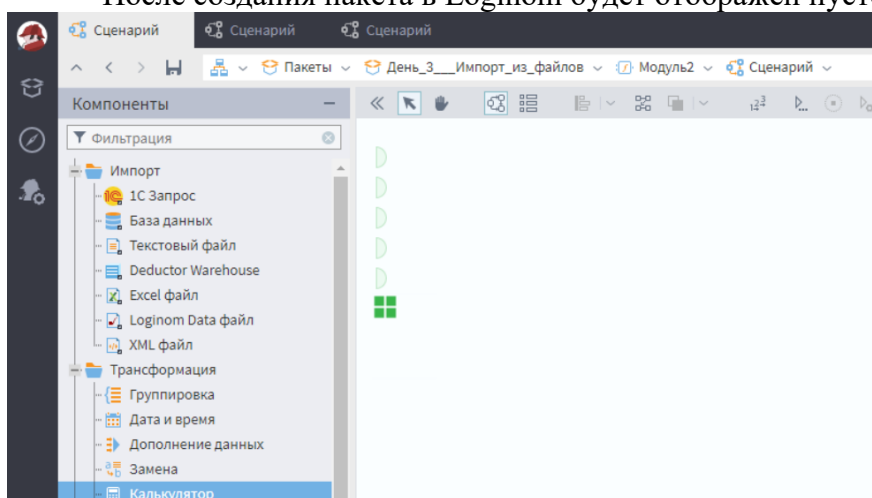 После создания пакета в Loginom будет отображен пуст
Сценарий Сценарий Сценарий
Пакеты День_3___Импорт_из_файлов Модуль2 Сценарий
Компоненты
Фильтрация
Импорт
1С Запрос
База данных
Текстовый файл
Deductor Warehouse
Excel файл
Loginom Data файл
XML файл
Трансформация
Группировка
Дата и время
Дополнение данных
Замена
Калькулятор